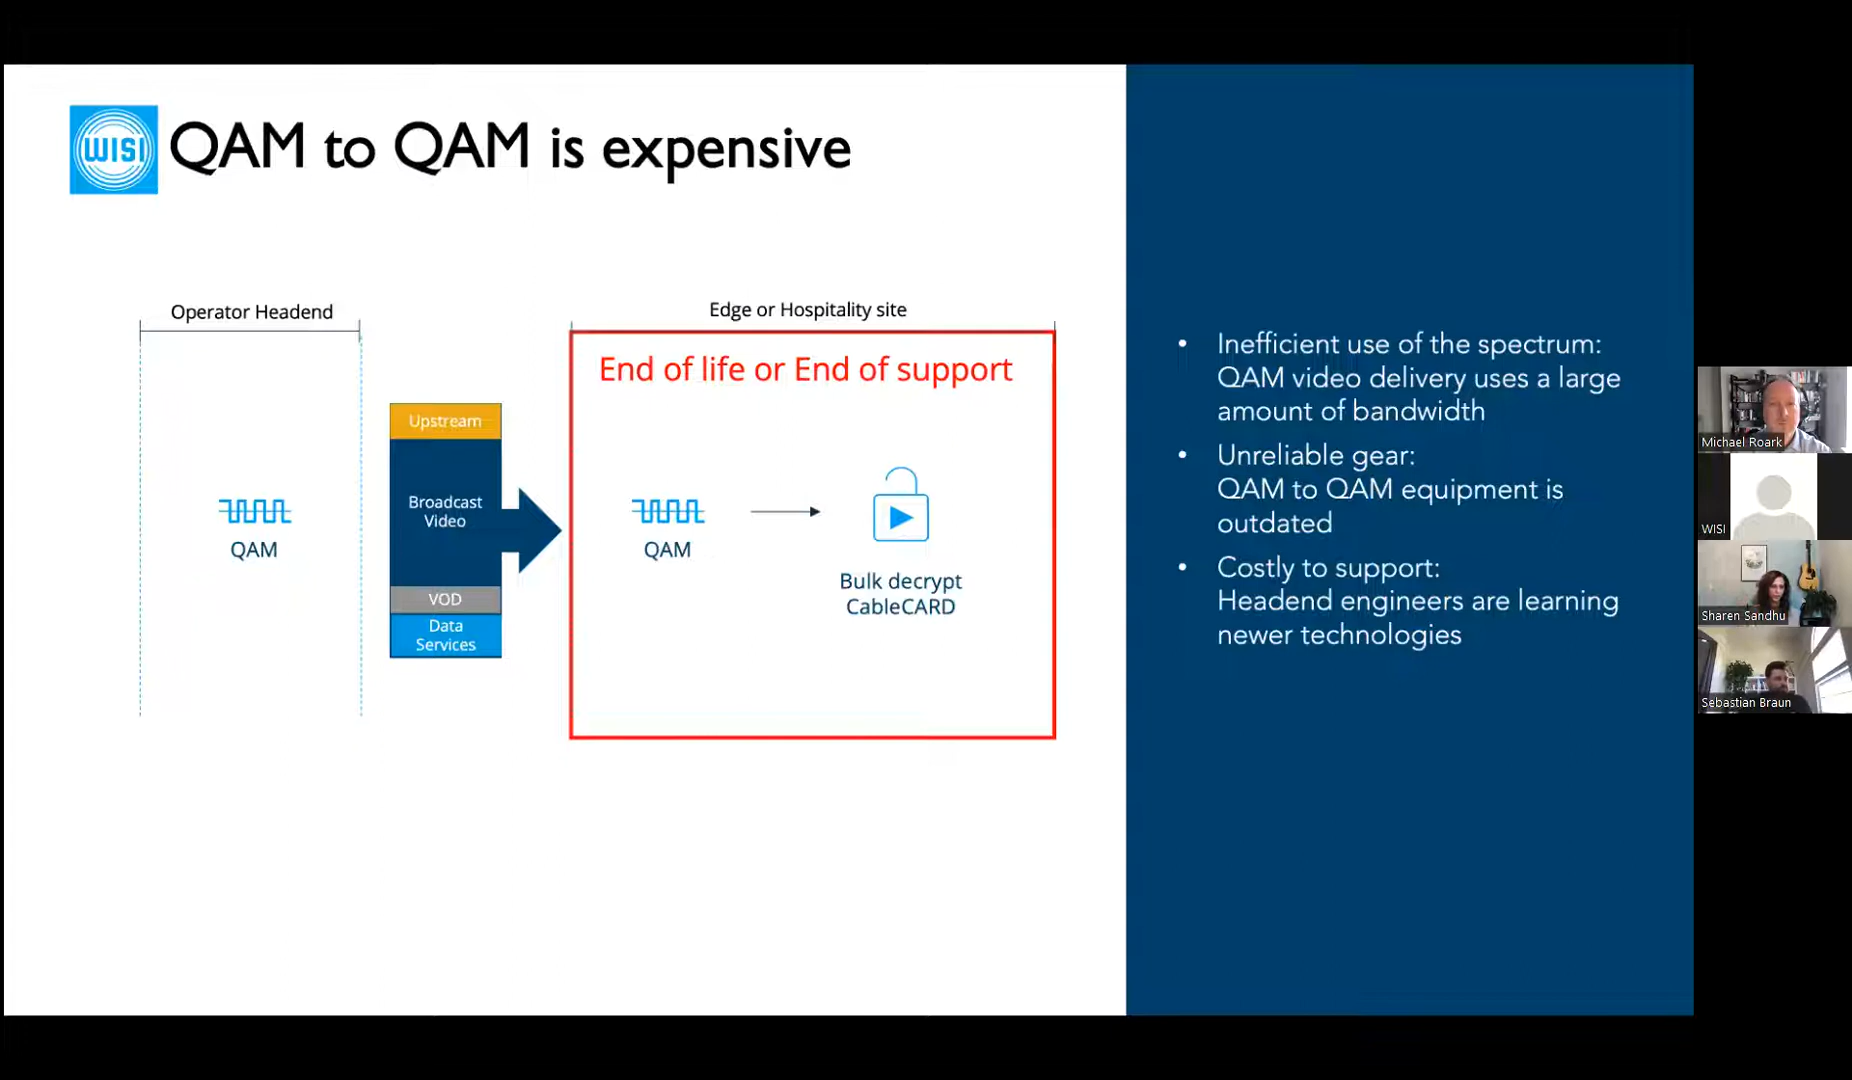 WISI
QAM to QAM is expensive
Operator Headend
Edge or Hospitality site
End of life or End of support
Upstream
Broadcast
Video
VOD
Data
Services
QAM
QAM
Bulk decrypt
CableCARD
• Inefficient use of the spectrum:
QAM video delivery uses a large
amount of bandwidth
• Unreliable gear:
QAM to QAM equipment is
outdated
• Costly to support:
Headend engineers are learning
newer technologies
Michael Roark
WISI
Sharen Sandhu
Sebastian Braun